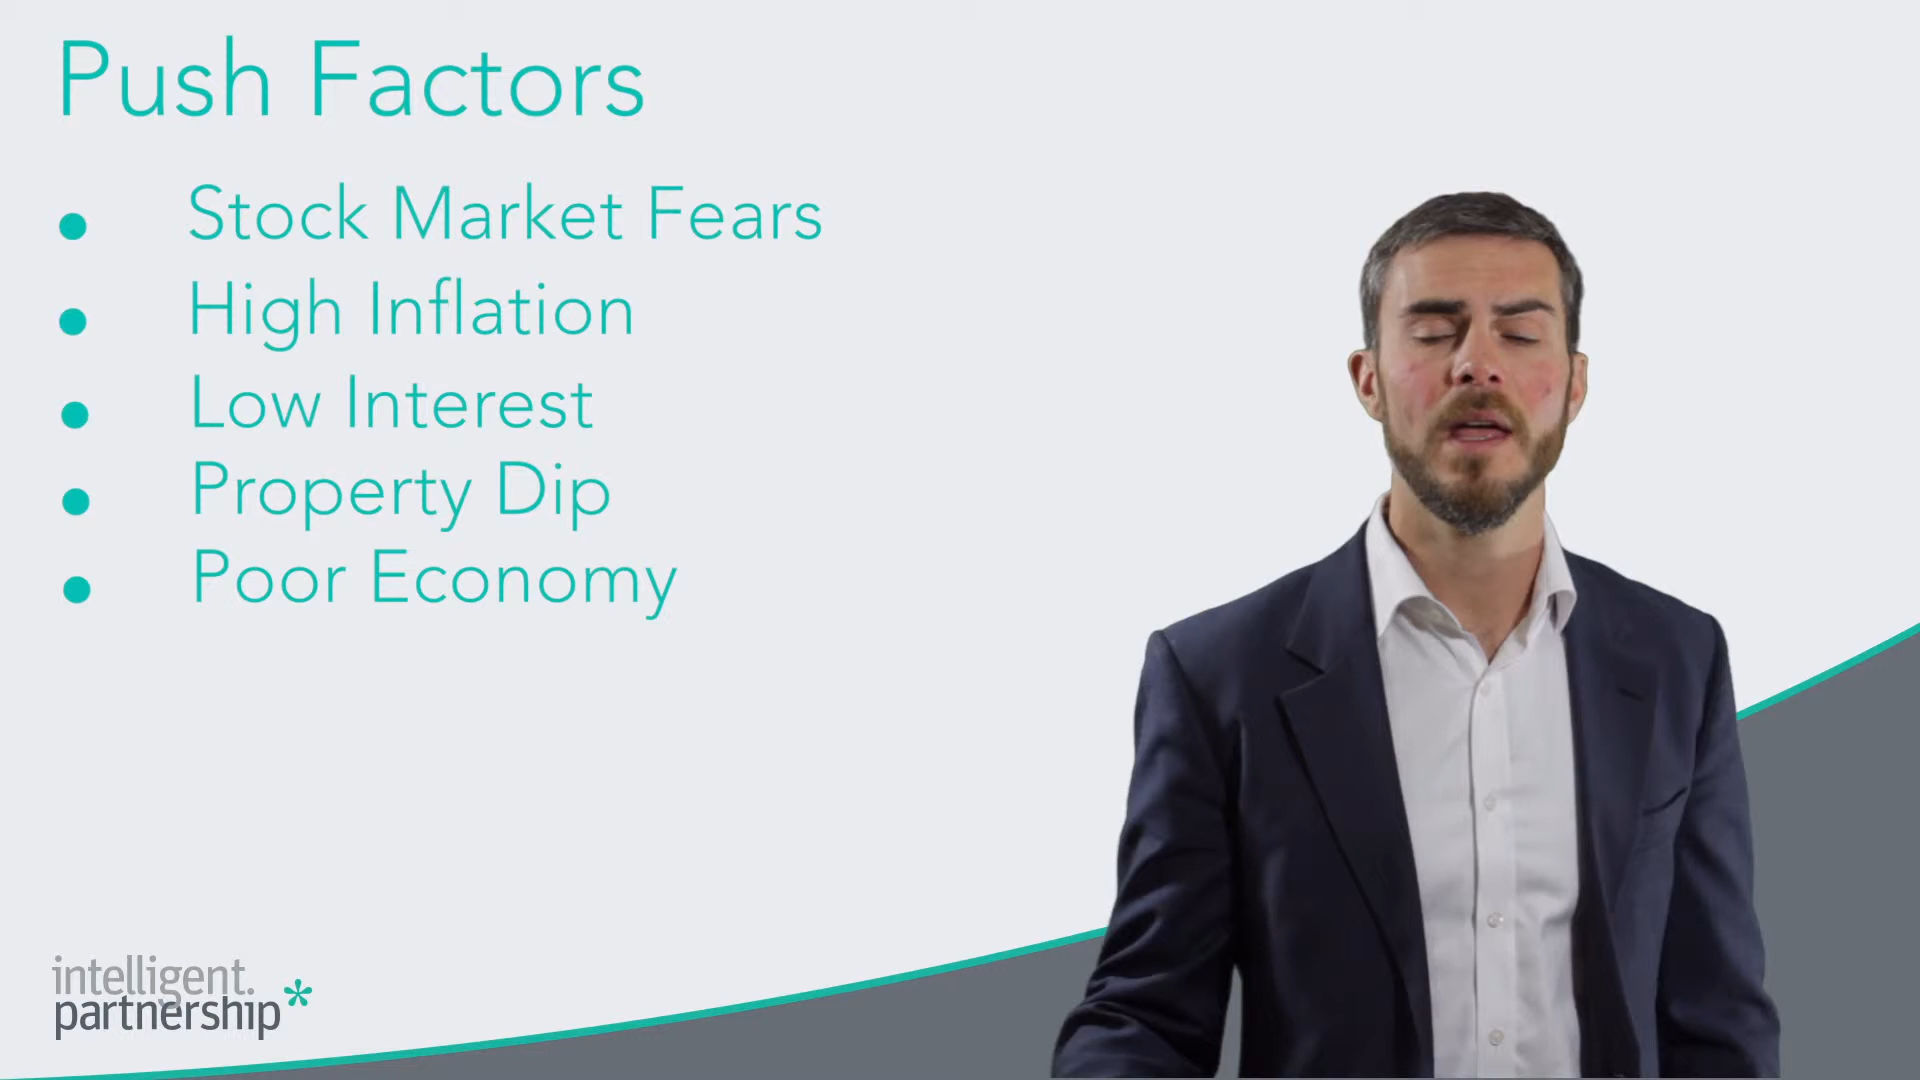 Push Factors
Stock Market Fears
High Inflation
Low Interest
Property Dip
Poor Economy
intelligent.
partnership*